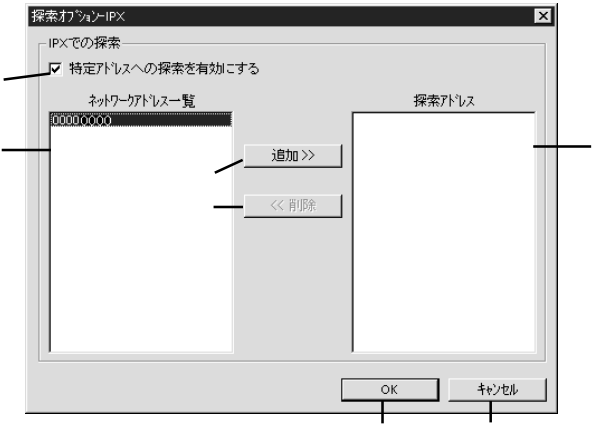 探索ｵﾌﾟｼｮﾝ-IPX
IPXでの探索
特定ｱﾄﾞﾚｽへの探索を有効にする
ﾈｯﾄﾜｰｸｱﾄﾞﾚｽ一覧
探索ｱﾄﾞﾚｽ
00000000
追加 >>
<< 削除
OK
ｷｬﾝｾﾙ